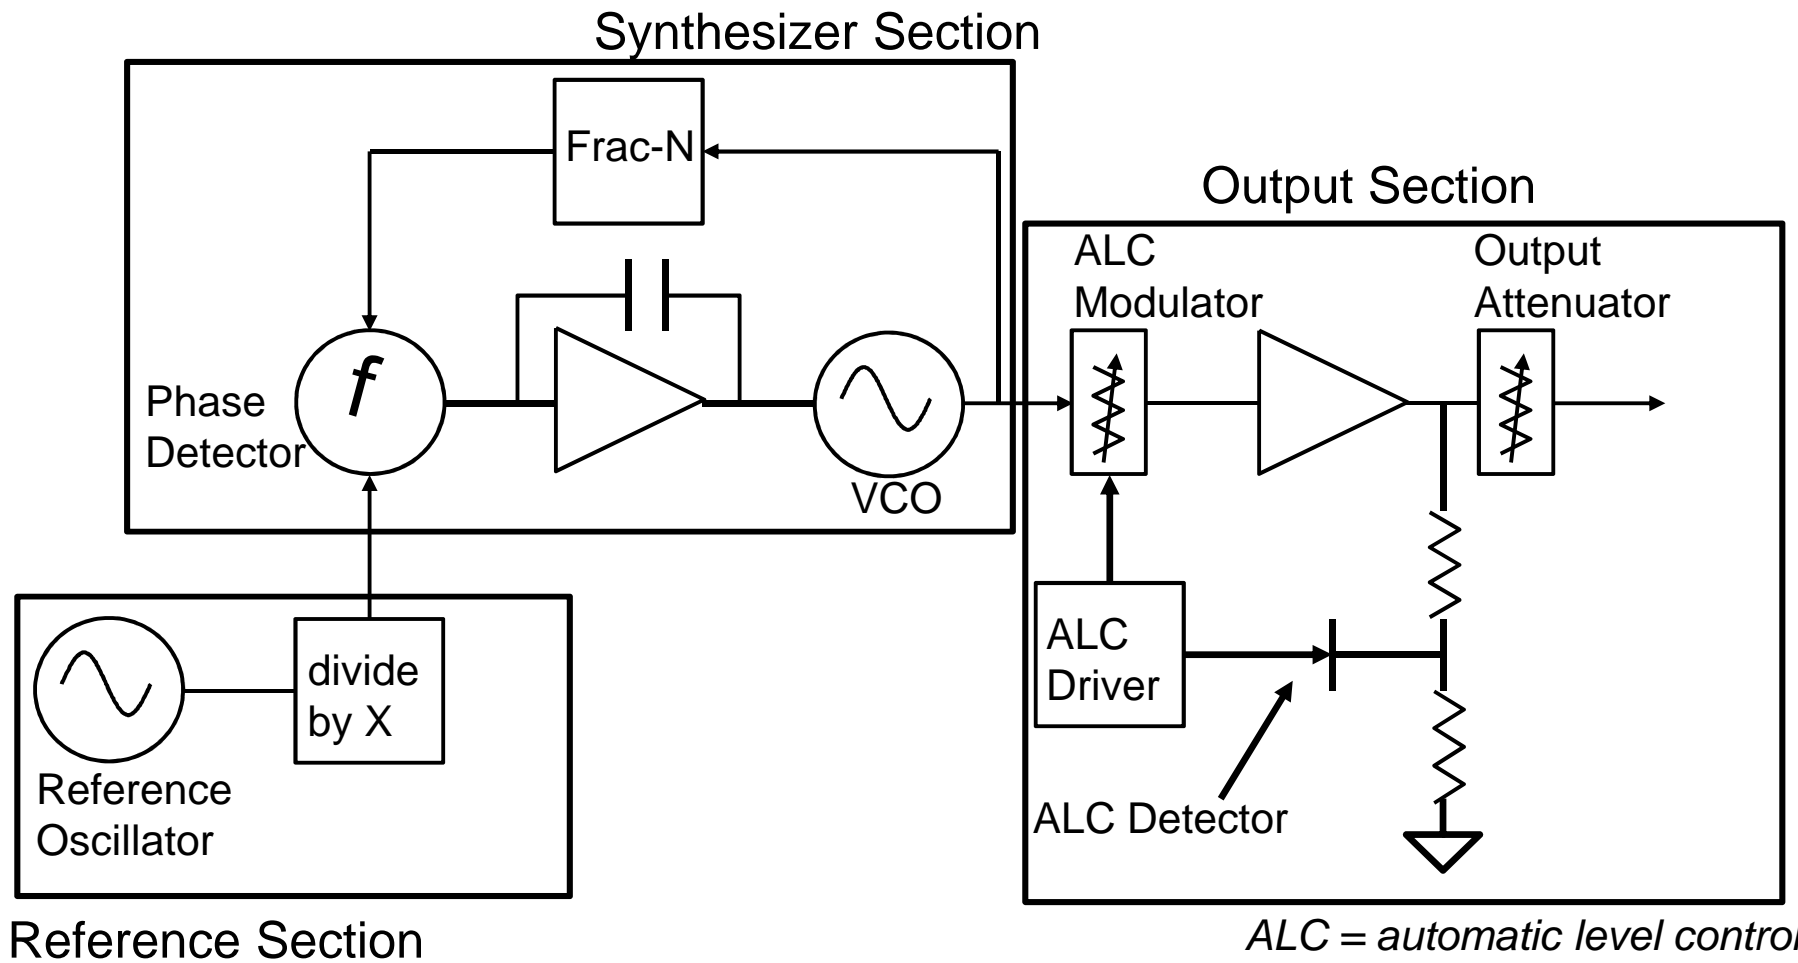 Synthesizer Section
Frac-N
f
Phase
Detector
VCO
Output Section
ALC
Modulator
Output
Attenuator
ALC
Driver
ALC Detector
divide
by X
Reference
Oscillator
Reference Section
ALC = automatic level control